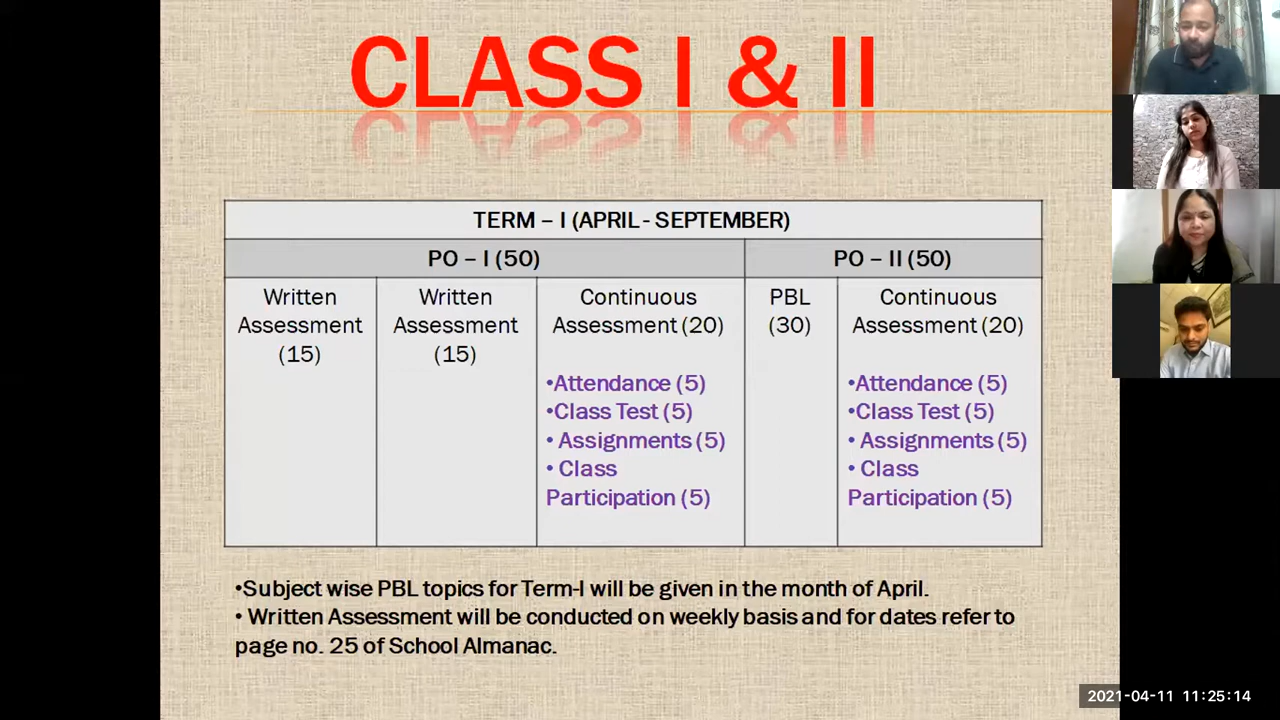 CLASS I & II
TERM – I (APRIL - SEPTEMBER)
PO – I (50)
PO – II (50)
Written
Assessment
(15)
Written
Assessment
(15)
Continuous
Assessment (20)
•Attendance (5)
•Class Test (5)
• Assignments (5)
• Class
Participation (5)
PBL
(30)
Continuous
Assessment (20)
•Attendance (5)
•Class Test (5)
• Assignments (5)
• Class
Participation (5)
•Subject wise PBL topics for Term-I will be given in the month of April.
• Written Assessment will be conducted on weekly basis and for dates refer to
page no. 25 of School Almanac.
2021-04-11 11:25:14